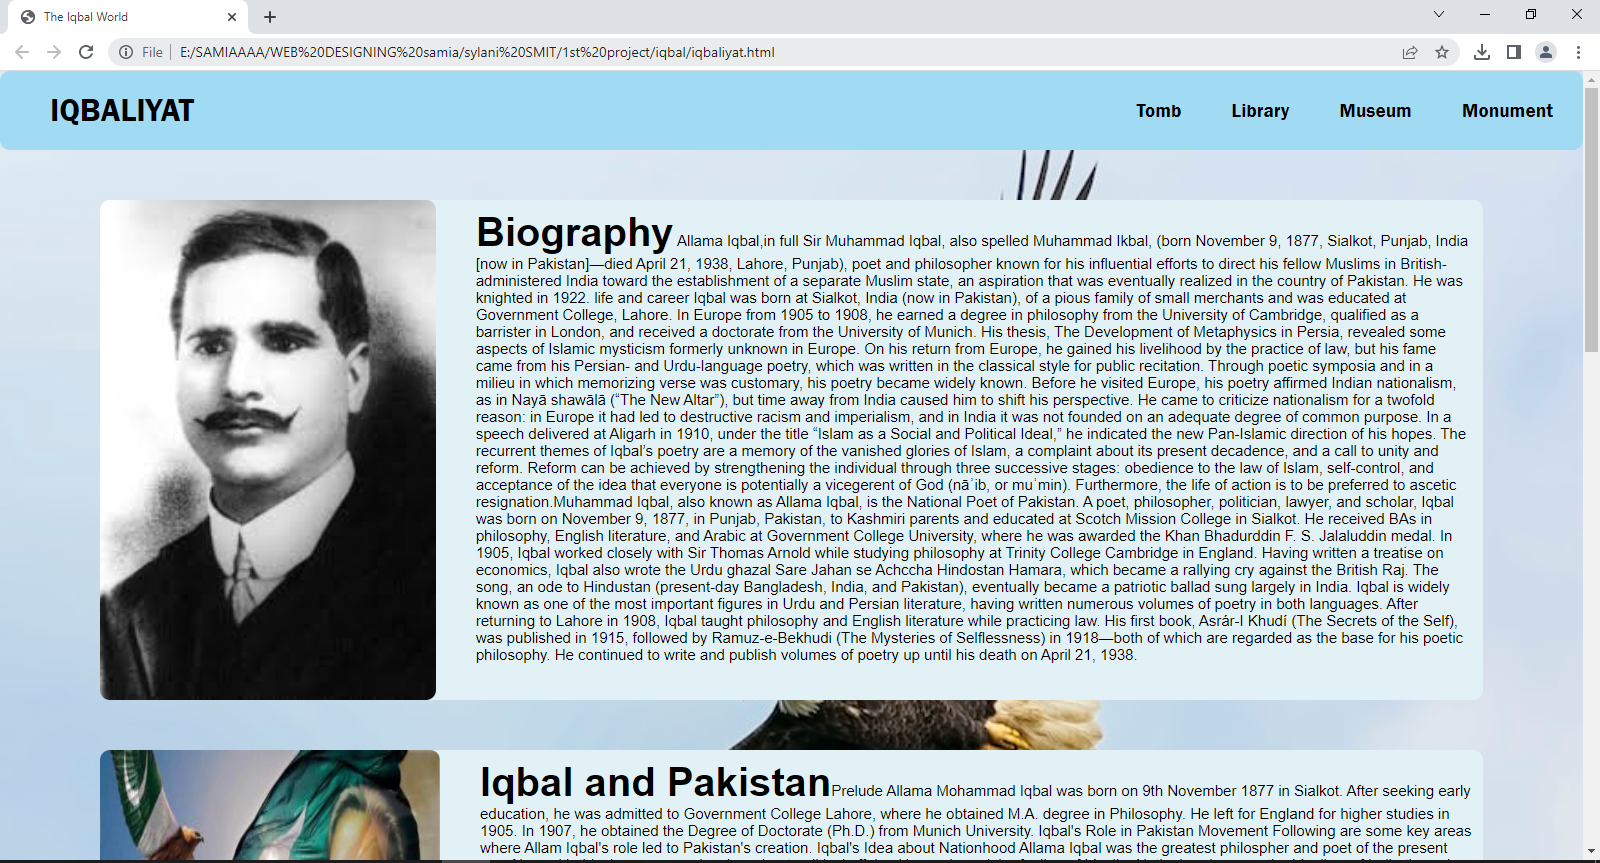 The Iqbal World
File | E:/SAMIAAAA/WEB%20DESIGNING%20samia/sylani%20SMIT/1st%20project/iqbal/iqbaliyat.html
IQBALIYAT Tomb Library Museum Monument
Biography Allama Iqbal,in full Sir Muhammad Iqbal, also spelled Muhammad Ikbal, (born November 9, 1877, Sialkot, Punjab, India
[now in Pakistan]—died April 21, 1938, Lahore, Punjab), poet and philosopher known for his influential efforts to direct his fellow Muslims in British-
administered India toward the establishment of a separate Muslim state, an aspiration that was eventually realized in the country of Pakistan. He was
knighted in 1922. life and career Iqbal was born at Sialkot, India (now in Pakistan), of a pious family of small merchants and was educated at
Government College, Lahore. In Europe from 1905 to 1908, he earned a degree in philosophy from the University of Cambridge, qualified as a
barrister in London, and received a doctorate from the University of Munich. His thesis, The Development of Metaphysics in Persia, revealed some
aspects of Islamic mysticism formerly unknown in Europe. On his return from Europe, he gained his livelihood by the practice of law, but his fame
came from his Persian- and Urdu-language poetry, which was written in the classical style for public recitation. Through poetic symposia and in a
milieu in which memorizing verse was customary, his poetry became widely known. Before he visited Europe, his poetry affirmed Indian nationalism,
as in Nayā shawālā (“The New Altar”), but time away from India caused him to shift his perspective. He came to criticize nationalism for a twofold
reason: in Europe it had led to destructive racism and imperialism, and in India it was not founded on an adequate degree of common purpose. In a
speech delivered at Aligarh in 1910, under the title “Islam as a Social and Political Ideal,” he indicated the new Pan-Islamic direction of his hopes. The
recurrent themes of Iqbal’s poetry are a memory of the vanished glories of Islam, a complaint about its present decadence, and a call to unity and
reform. Reform can be achieved by strengthening the individual through three successive stages: obedience to the law of Islam, self-control, and
acceptance of the idea that everyone is potentially a vicegerent of God (nāʾib, or muʾmin). Furthermore, the life of action is to be preferred to ascetic
resignation.Muhammad Iqbal, also known as Allama Iqbal, is the National Poet of Pakistan. A poet, philosopher, politician, lawyer, and scholar, Iqbal
was born on November 9, 1877, in Punjab, Pakistan, to Kashmiri parents and educated at Scotch Mission College in Sialkot. He received BAs in
philosophy, English literature, and Arabic at Government College University, where he was awarded the Khan Bhadurddin F. S. Jalaluddin medal. In
1905, Iqbal worked closely with Sir Thomas Arnold while studying philosophy at Trinity College Cambridge in England. Having written a treatise on
economics, Iqbal also wrote the Urdu ghazal Sare Jahan se Achccha Hindostan Hamara, which became a rallying cry against the British Raj. The
song, an ode to Hindustan (present-day Bangladesh, India, and Pakistan), eventually became a patriotic ballad sung largely in India. Iqbal is widely
known as one of the most important figures in Urdu and Persian literature, having written numerous volumes of poetry in both languages. After
returning to Lahore in 1908, Iqbal taught philosophy and English literature while practicing law. His first book, Asrár-I Khudí (The Secrets of the Self),
was published in 1915, followed by Ramuz-e-Bekhudi (The Mysteries of Selflessness) in 1918—both of which are regarded as the base for his poetic
philosophy. He continued to write and publish volumes of poetry up until his death on April 21, 1938.
Iqbal and Pakistan Prelude Allama Mohammad Iqbal was born on 9th November 1877 in Sialkot. After seeking early
education, he was admitted to Government College Lahore, where he obtained M.A. degree in Philosophy. He left for England for higher studies in
1905. In 1907, he obtained the Degree of Doctorate (Ph.D.) from Munich University. Iqbal's Role in Pakistan Movement Following are some key areas
where Allam Iqbal's role led to Pakistan's creation. Iqbal's Idea about Nationhood Allama Iqbal was the greatest philospher and poet of the present